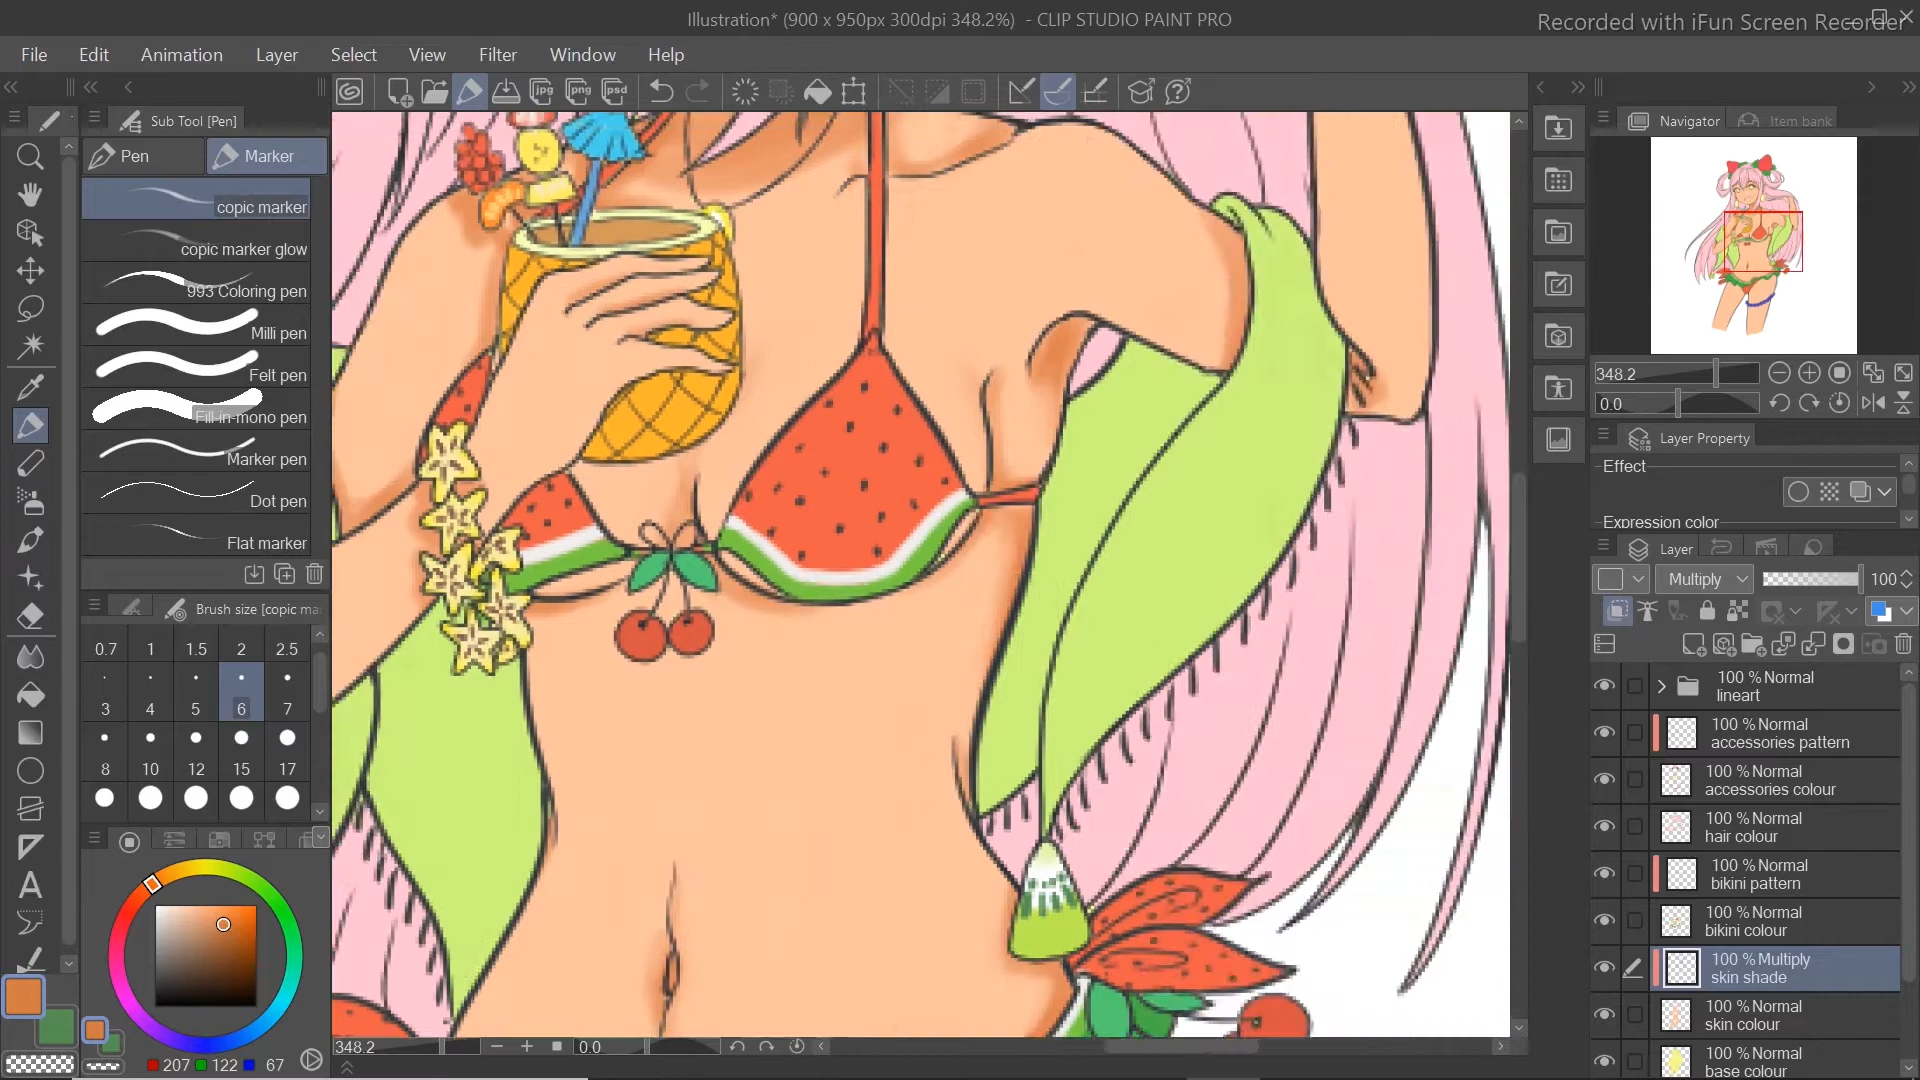 Illustration* (900 x 950px 300dpi 348.2%) - CLIP STUDIO PAINT PRO
Recorded with iFun Screen Recorder
File Edit Animation Layer Select View Filter Window Help
jpg png psd
Sub Tool [Pen]
Pen Marker
copic marker
copic marker glow
993 Coloring pen
Milli pen
Felt pen
Fill-in-mono pen
Marker pen
Dot pen
Flat marker
Brush size [copic ma
0.7 1 1.5 2 2.5
3 4 5 6 7
8 10 12 15 17
207 122 67
348.2 0.0
Navigator Item bank
348.2
0.0
Layer Property
Effect
Expression color
Layer
Multiply 100
100 % Normal
lineart
100 % Normal
accessories pattern
100 % Normal
accessories colour
100 % Normal
hair colour
100 % Normal
bikini pattern
100 % Normal
bikini colour
100 % Multiply
skin shade
100 % Normal
skin colour
100 % Normal
base colour